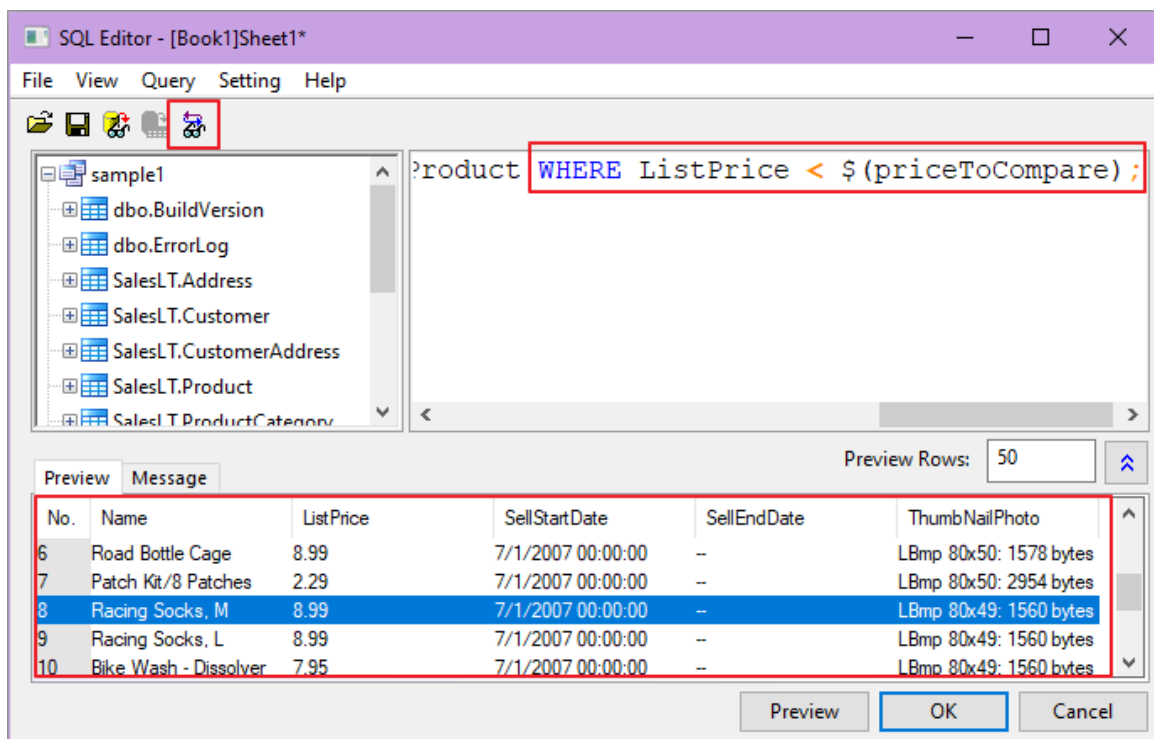 SQL Editor - [Book1]Sheet1*
File View Query Setting Help
sample1
dbo.BuildVersion
dbo.ErrorLog
SalesLT.Address
SalesLT.Customer
SalesLT.CustomerAddress
SalesLT.Product
SalesLT.ProductCategory
Product WHERE ListPrice < $(priceToCompare);
Preview Rows: 50
Preview Message
No. Name ListPrice SellStartDate SellEndDate ThumbNailPhoto
6 Road Bottle Cage 8.99 7/1/2007 00:00:00 -- LBmp 80x50: 1578 bytes
7 Patch Kit/8 Patches 2.29 7/1/2007 00:00:00 -- LBmp 80x50: 2954 bytes
8 Racing Socks, M 8.99 7/1/2007 00:00:00 -- LBmp 80x49: 1560 bytes
9 Racing Socks, L 8.99 7/1/2007 00:00:00 -- LBmp 80x49: 1560 bytes
10 Bike Wash - Dissolver 7.95 7/1/2007 00:00:00 -- LBmp 80x49: 1560 bytes
Preview OK Cancel